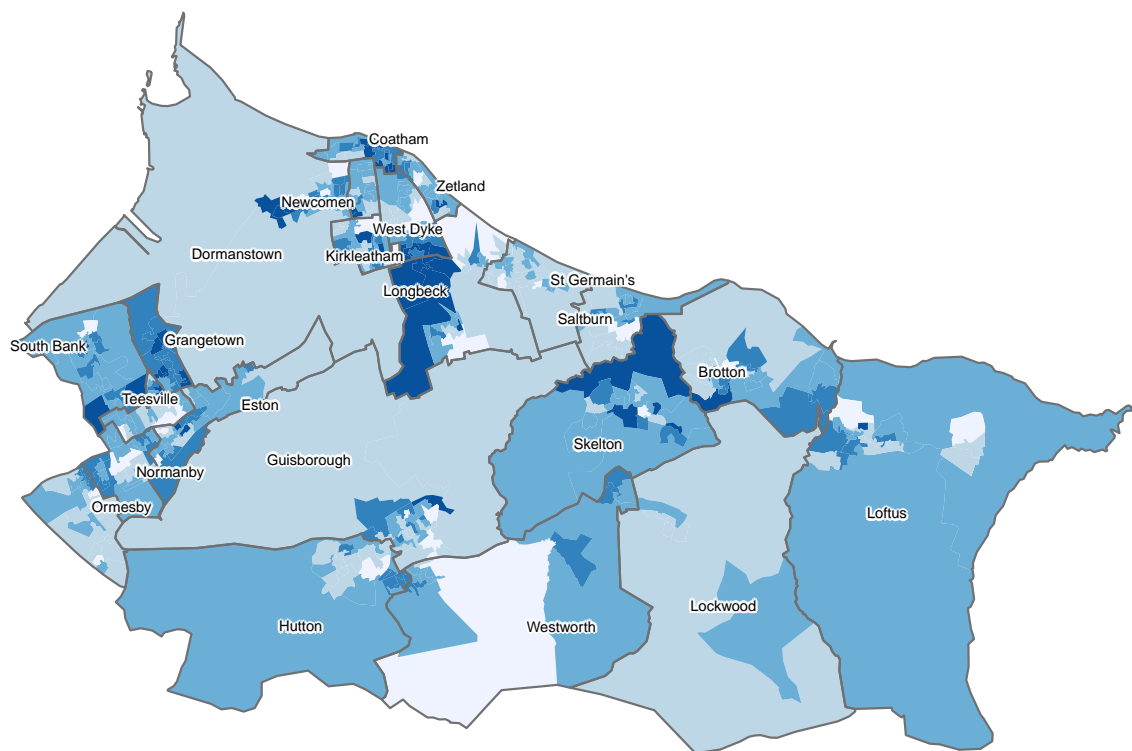 Coatham
Zetland
Newcomen
West Dyke
Dormanstown
Kirkleatham
St Germain's
Longbeck
Saltburn
South Bank
Grangetown
Brotton
Teesville
Eston
Skelton
Guisborough
Normanby
Ormesby
Loftus
Lockwood
Hutton
Westworth